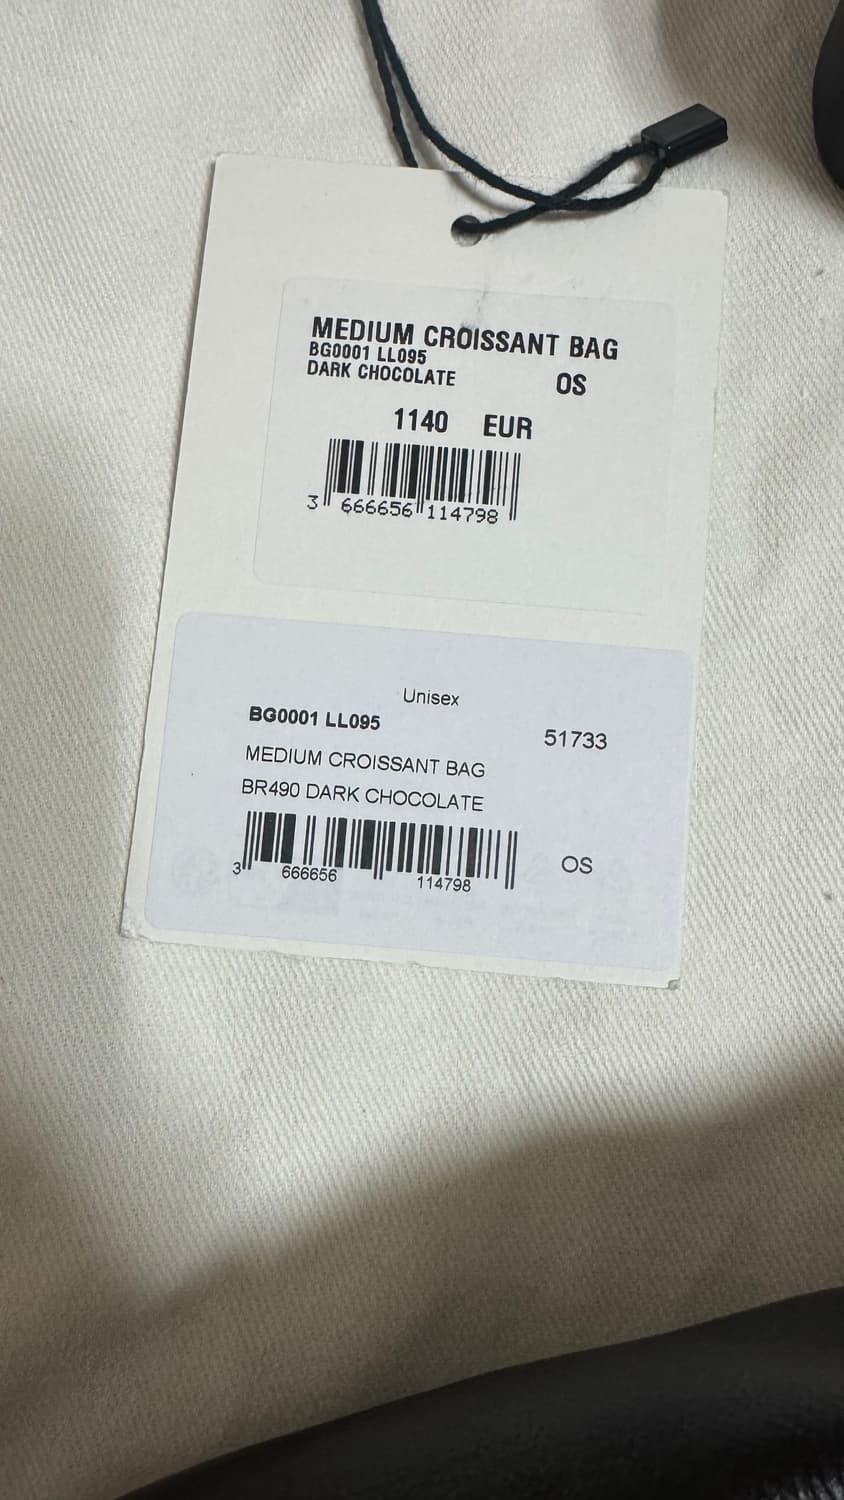 MEDIUM CROISSANT BAG
BG0001 LL095
DARK CHOCOLATE OS
1140 EUR
3 666656 114798
Unisex
BG0001 LL095 51733
MEDIUM CROISSANT BAG
BR490 DARK CHOCOLATE
3 666656 114798 OS